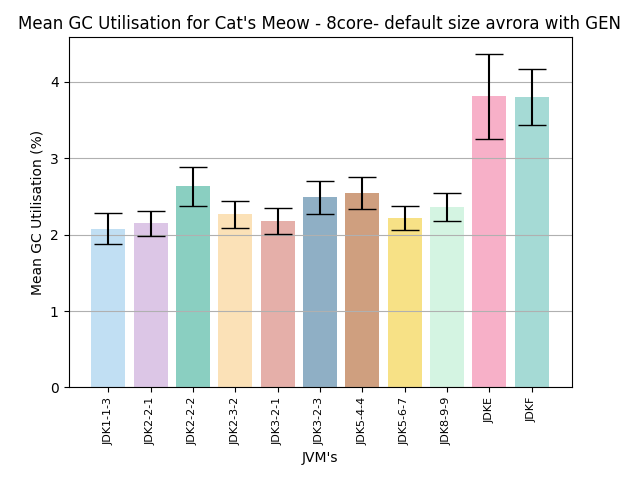 Mean GC Utilisation for Cat's Meow - 8core- default size avrora with GEN
Mean GC Utilisation (%)
4
3
2
1
0
JDK1-1-3
JDK2-2-1
JDK2-2-2
JDK2-3-2
JDK3-2-1
JDK3-2-3
JDK5-4-4
JDK5-6-7
JDK8-9-9
JDKE
JDKF
JVM's